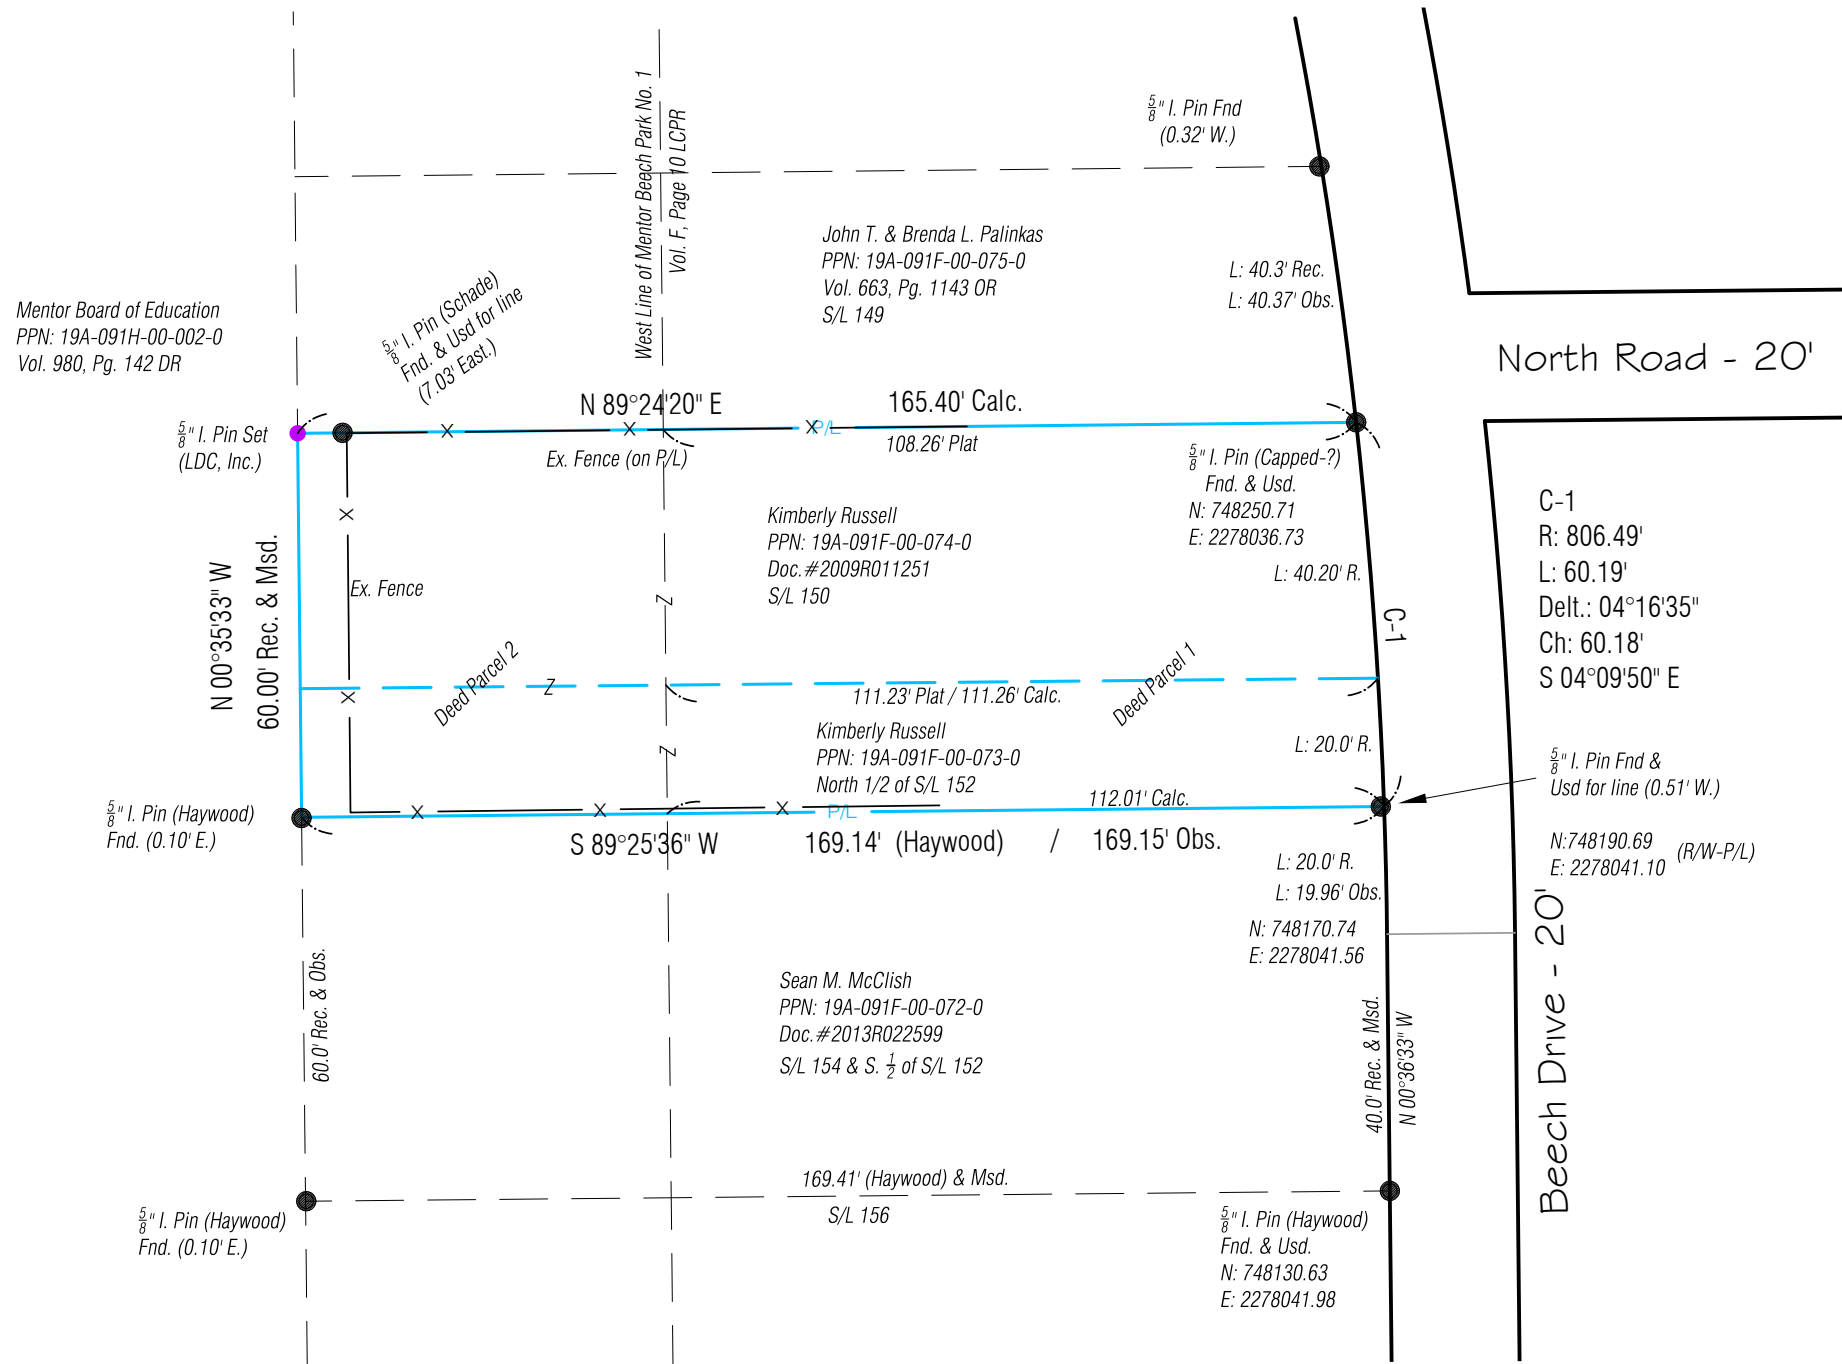 West Line of Mentor Beech Park No. 1
Vol. F, Page 10 LCPR
5/8" I. Pin Fnd
(0.32' W.)
John T. & Brenda L. Palinkas
PPN: 19A-091F-00-075-0
Vol. 663, Pg. 1143 OR
S/L 149
L: 40.3' Rec.
L: 40.37' Obs.
Mentor Board of Education
PPN: 19A-091H-00-002-0
Vol. 980, Pg. 142 DR
5/8" I. Pin (Schade)
Fnd. & Usd for line
(7.03' East.)
North Road - 20'
5/8" I. Pin Set
(LDC, Inc.)
N 89°24'20" E
165.40' Calc.
X
X
X
P/L
108.26' Plat
Ex. Fence (on P/L)
5/8" I. Pin (Capped-?)
Fnd. & Usd.
N: 748250.71
E: 2278036.73
Kimberly Russell
PPN: 19A-091F-00-074-0
Doc.#2009R011251
S/L 150
X
Ex. Fence
X
N 00°35'33" W
60.00' Rec. & Msd.
Z
L: 40.20' R.
C-1
C-1
R: 806.49'
L: 60.19'
Delt.: 04°16'35"
Ch: 60.18'
S 04°09'50" E
Deed Parcel 2
Z
111.23' Plat / 111.26' Calc.
Deed Parcel 1
Kimberly Russell
PPN: 19A-091F-00-073-0
North 1/2 of S/L 152
Z
L: 20.0' R.
5/8" I. Pin Fnd &
Usd for line (0.51' W.)
N:748190.69
E: 2278041.10
(R/W-P/L)
5/8" I. Pin (Haywood)
Fnd. (0.10' E.)
X
X
X
P/L
112.01' Calc.
S 89°25'36" W
169.14' (Haywood) / 169.15' Obs.
L: 20.0' R.
L: 19.96' Obs.
N: 748170.74
E: 2278041.56
60.0' Rec. & Obs.
Sean M. McClish
PPN: 19A-091F-00-072-0
Doc.#2013R022599
S/L 154 & S. 1/2 of S/L 152
40.0' Rec. & Msd.
N 00°36'33" W
Beech Drive - 20'
169.41' (Haywood) & Msd.
S/L 156
5/8" I. Pin (Haywood)
Fnd. (0.10' E.)
5/8" I. Pin (Haywood)
Fnd. & Usd.
N: 748130.63
E: 2278041.98